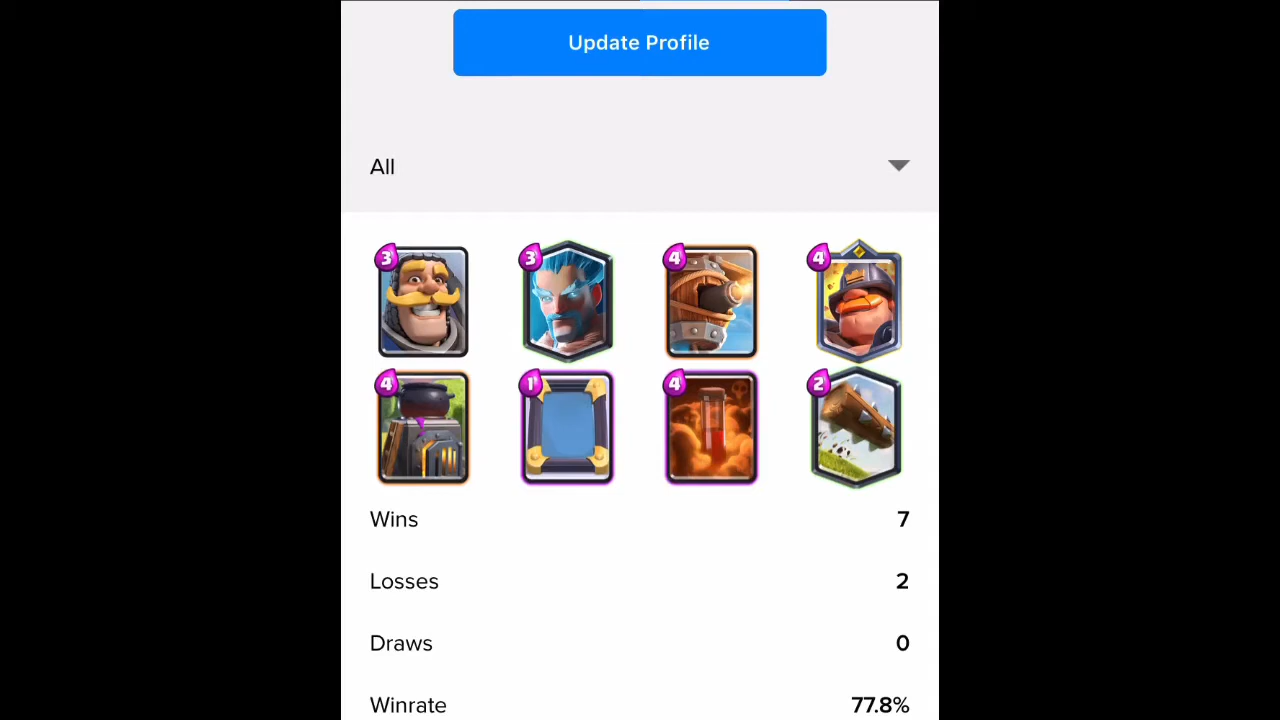 Update Profile
All
3 3 4 4
4 1 4 2
Wins 7
Losses 2
Draws 0
Winrate 77.8%